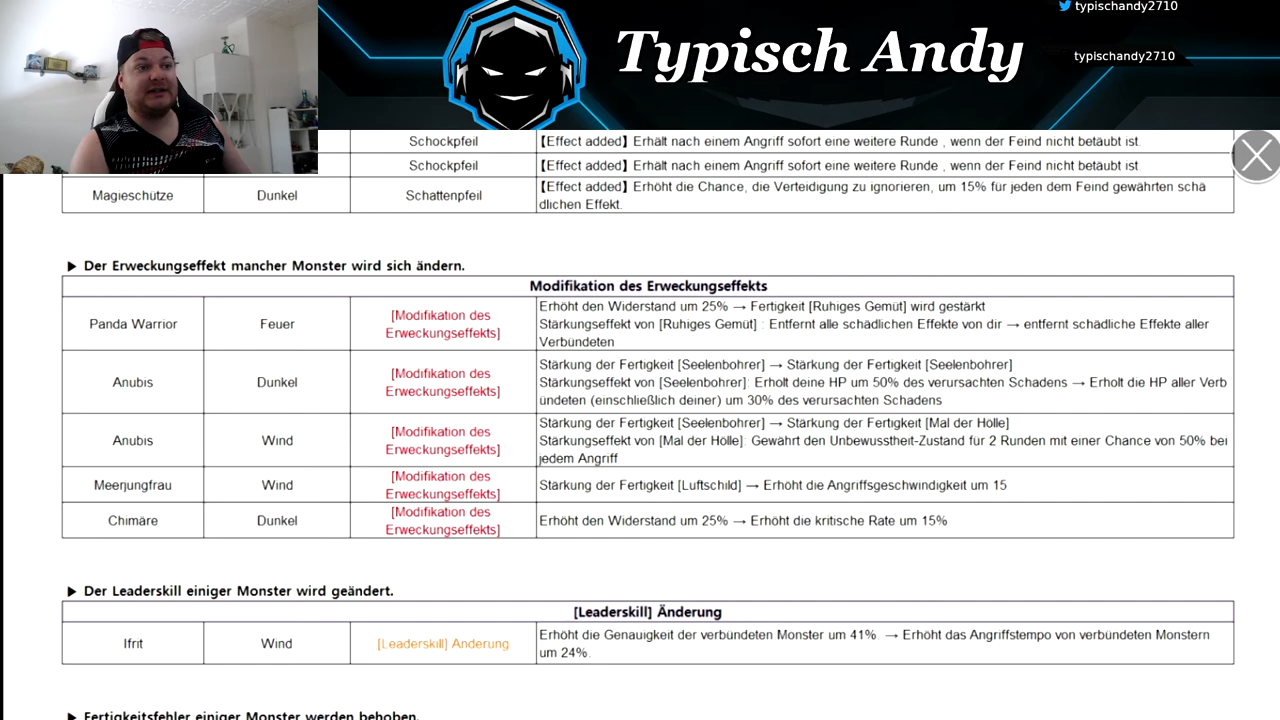 typischandy2710
Typisch Andy
typischandy2710
Schockpfeil
【Effect added】 Erhält nach einem Angriff sofort eine weitere Runde , wenn der Feind nicht betäubt ist.
Schockpfeil
【Effect added】 Erhält nach einem Angriff sofort eine weitere Runde , wenn der Feind nicht betäubt ist.
Magieschütze
Dunkel
Schattenpfeil
【Effect added】 Erhöht die Chance, die Verteidigung zu ignorieren, um 15% für jeden dem Feind gewährten schä
dlichen Effekt.
▶ Der Erweckungseffekt mancher Monster wird sich ändern.
Modifikation des Erweckungseffekts
Panda Warrior
Feuer
[Modifikation des
Erweckungseffekts]
Erhöht den Widerstand um 25% → Fertigkeit [Ruhiges Gemüt] wird gestärkt
Stärkungseffekt von [Ruhiges Gemüt] : Entfernt alle schädlichen Effekte von dir → entfernt schädliche Effekte aller
Verbündeten
Anubis
Dunkel
[Modifikation des
Erweckungseffekts]
Stärkung der Fertigkeit [Seelenbohrer] → Stärkung der Fertigkeit [Seelenbohrer]
Stärkungseffekt von [Seelenbohrer]: Erholt deine HP um 50% des verursachten Schadens → Erholt die HP aller Verb
ündeten (einschließlich deiner) um 30% des verursachten Schadens
Anubis
Wind
[Modifikation des
Erweckungseffekts]
Stärkung der Fertigkeit [Seelenbohrer] → Stärkung der Fertigkeit [Mal der Hölle]
Stärkungseffekt von [Mal der Hölle]: Gewährt den Unbewusstheit-Zustand für 2 Runden mit einer Chance von 50% bei
jedem Angriff
Meerjungfrau
Wind
[Modifikation des
Erweckungseffekts]
Stärkung der Fertigkeit [Luftschild] → Erhöht die Angriffsgeschwindigkeit um 15
Chimäre
Dunkel
[Modifikation des
Erweckungseffekts]
Erhöht den Widerstand um 25% → Erhöht die kritische Rate um 15%
▶ Der Leaderskill einiger Monster wird geändert.
[Leaderskill] Änderung
Ifrit
Wind
[Leaderskill] Änderung
Erhöht die Genauigkeit der verbündeten Monster um 41%. → Erhöht das Angriffstempo von verbündeten Monstern
um 24%.
▶ Fertigkeitsfehler einiger Monster werden behoben.